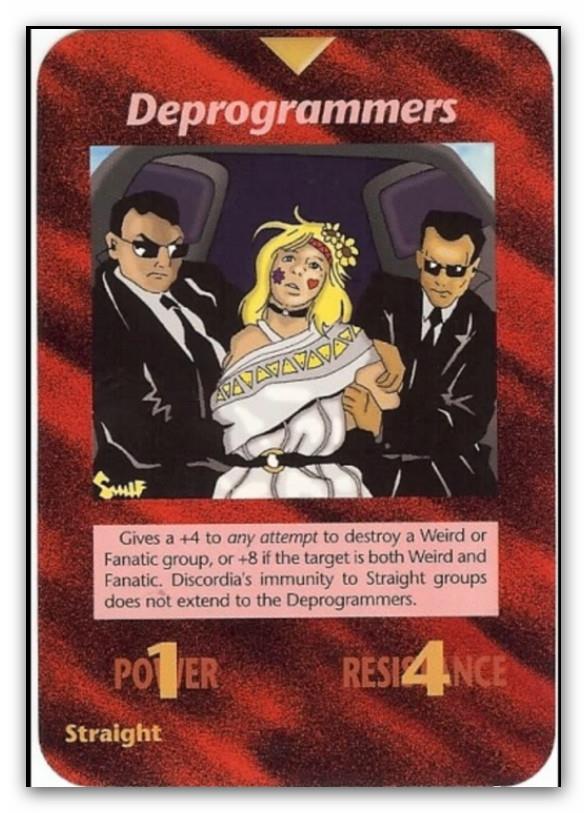 Deprogrammers
Gives a +4 to any attempt to destroy a Weird or
Fanatic group, or +8 if the target is both Weird and
Fanatic. Discordia's immunity to Straight groups
does not extend to the Deprogrammers.
POWER 1 RESISTANCE 4
Straight